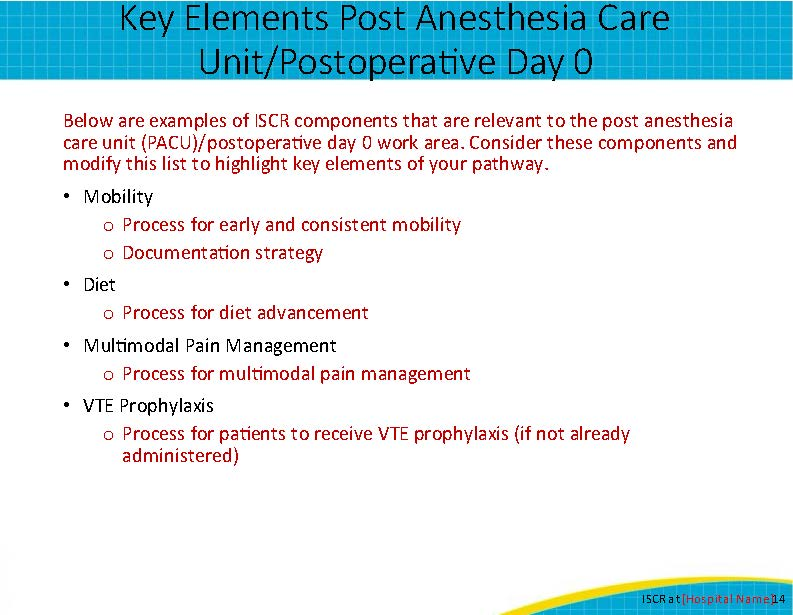 Key Elements Post Anesthesia Care
Unit/Postoperative Day 0
Below are examples of ISCR components that are relevant to the post anesthesia
care unit (PACU)/postoperative day 0 work area. Consider these components and
modify this list to highlight key elements of your pathway.
• Mobility
o Process for early and consistent mobility
o Documentation strategy
• Diet
o Process for diet advancement
• Multimodal Pain Management
o Process for multimodal pain management
• VTE Prophylaxis
o Process for patients to receive VTE prophylaxis (if not already
administered)
ISCR at [Hospital Name]14